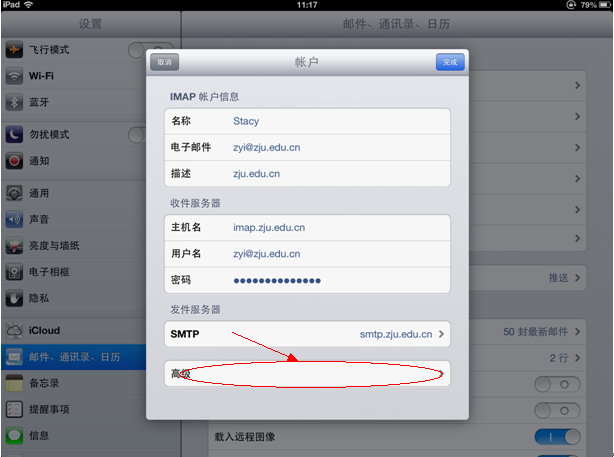 iPad 11:17 79%
设置
邮件、通讯录、日历
飞行模式
Wi-Fi
蓝牙
勿扰模式
通知
通用
声音
亮度与墙纸
电子相框
隐私
iCloud
邮件、通讯录、日历
备忘录
提醒事项
信息
取消 帐户 完成
IMAP 帐户信息
名称 Stacy
电子邮件 zyi@zju.edu.cn
描述 zju.edu.cn
收件服务器
主机名 imap.zju.edu.cn
用户名 zyi@zju.edu.cn
密码 ●●●●●●●●●●●●●●
发件服务器
SMTP smtp.zju.edu.cn
高级
推送
50 封最新邮件
2 行
载入远程图像